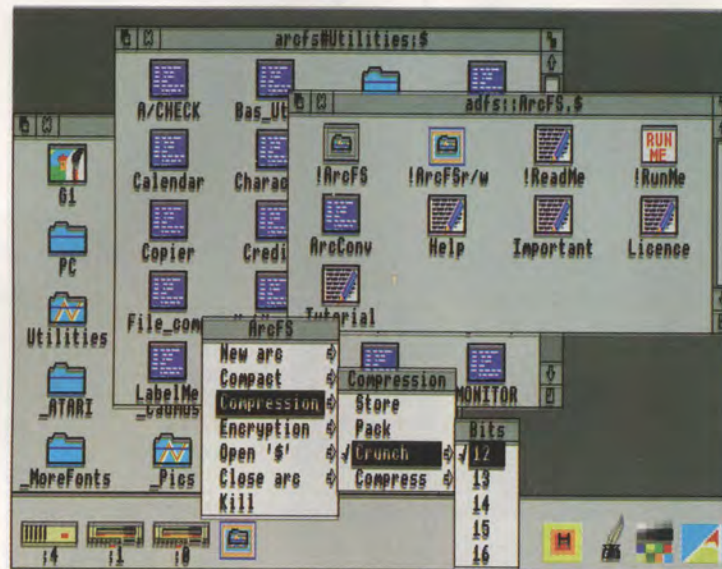 arcfs#Utilities:$
A/CHECK
Bas_Ut
adfs::ArcFS.$
G1
RUN ME
!ArcFS
!ArcFSr/w
!ReadMe
!RunMe
Calendar
Charac
PC
ArcConv
Help
Important
Licence
Copier
Credi
Utilities
File_com
Tutorial
ArcFS
New arc
Compact
Compression
Encryption
Open '$'
Close arc
Kill
Compression
Store
Pack
Crunch
Compress
LabelMe
MONITOR
Bits
12
13
14
15
16
_ATARI
_MoreFonts
_Pics
:4
:1
:0
H